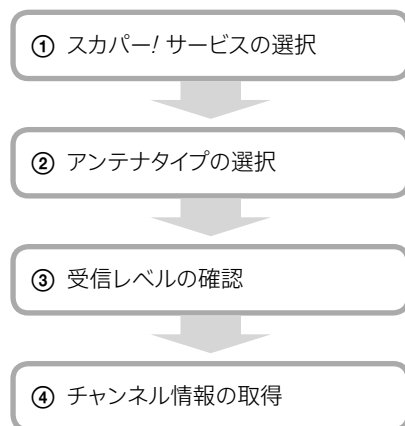 ① スカパー! サービスの選択
② アンテナタイプの選択
③ 受信レベルの確認
④ チャンネル情報の取得